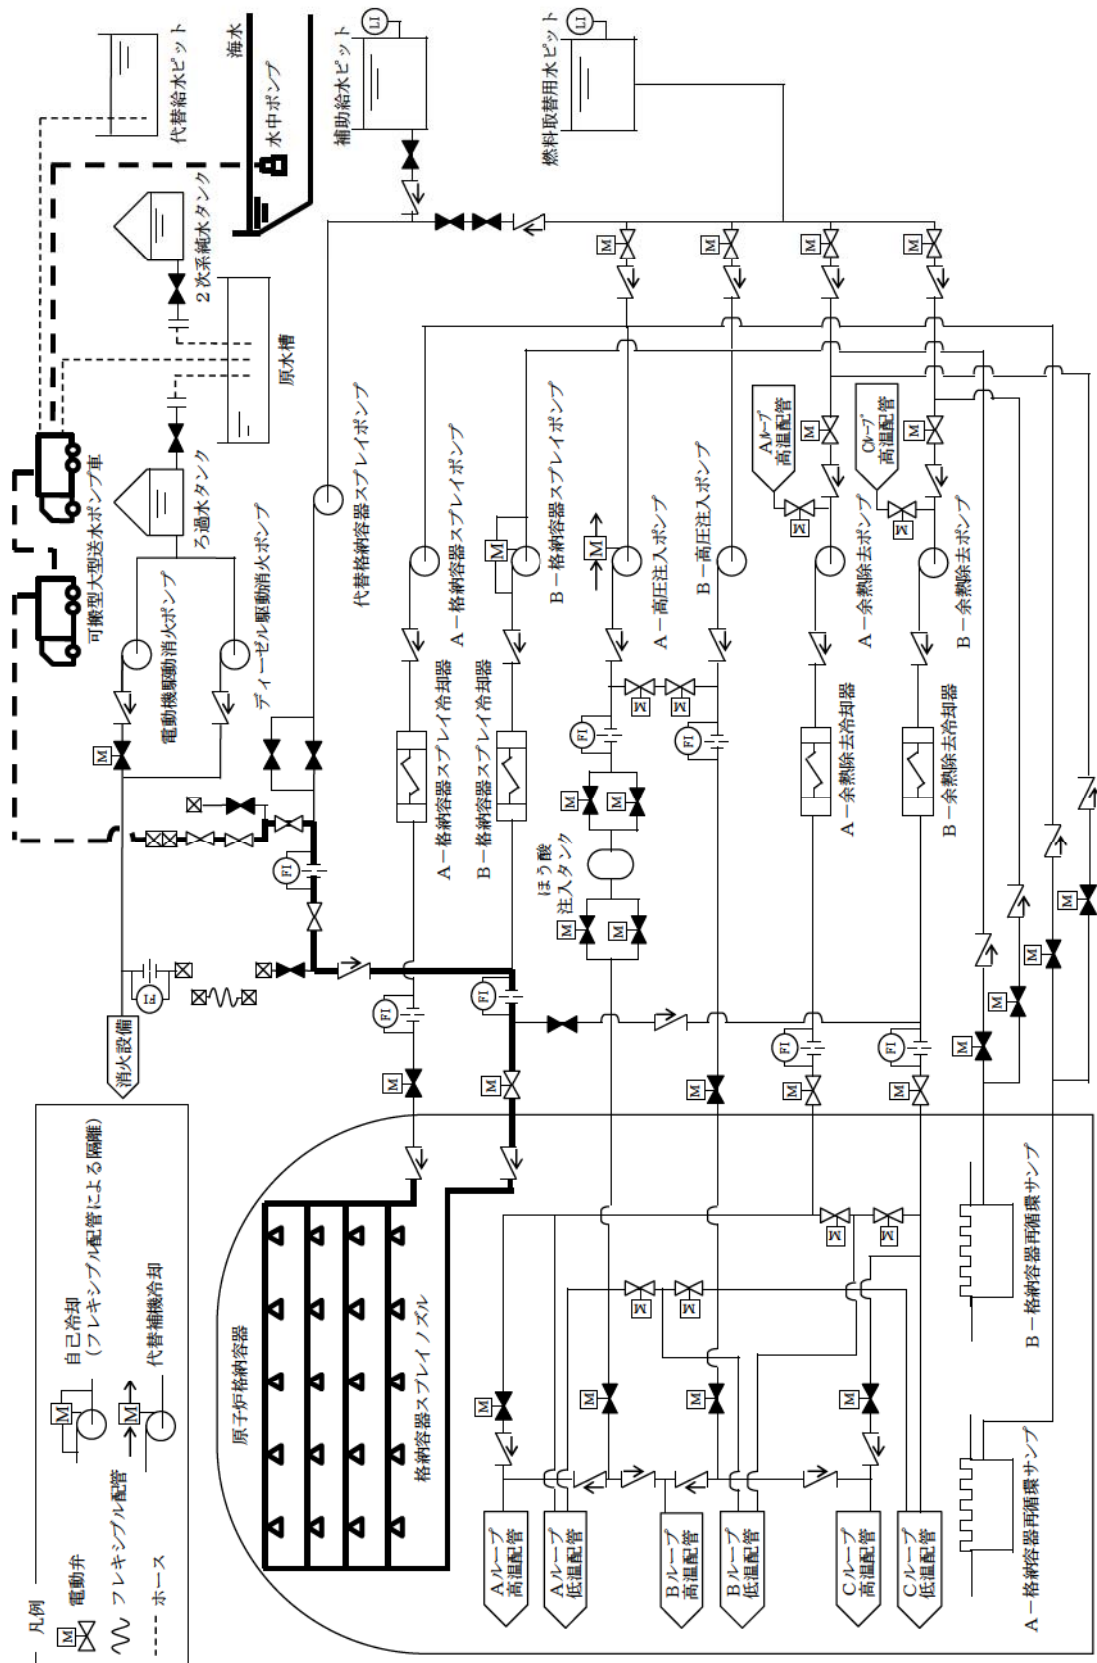 凡例
M
電動弁
フレキシブル配管
ホース
M
自己冷却
(フレキシブル配管による隔離)
M
代替補機冷却
消火設備
FI
M
電動機駆動消火ポンプ
ディーゼル駆動消火ポンプ
可搬型大型送水ポンプ車
ろ過水タンク
2次系純水タンク
原水槽
代替給水ピット
海水
水中ポンプ
補助給水ピット
LI
燃料取替用水ピット
LI
代替格納容器スプレイポンプ
FI
原子炉格納容器
格納容器スプレイノズル
M
FI
A-格納容器スプレイ冷却器
A-格納容器スプレイポンプ
M
FI
B-格納容器スプレイ冷却器
M
B-格納容器スプレイポンプ
ほう酸
注入タンク
M
M
M
M
FI
M
A-高圧注入ポンプ
M
M
M
FI
M
B-高圧注入ポンプ
M
M
M
FI
A-余熱除去冷却器
A-余熱除去ポンプ
M
Aループ
高温配管
M
M
M
FI
B-余熱除去冷却器
B-余熱除去ポンプ
M
Cループ
高温配管
M
M
M
M
M
M
M
M
M
M
M
M
M
Aループ
高温配管
Aループ
低温配管
Bループ
高温配管
Bループ
低温配管
Cループ
高温配管
Cループ
低温配管
A-格納容器再循環サンプ
B-格納容器再循環サンプ